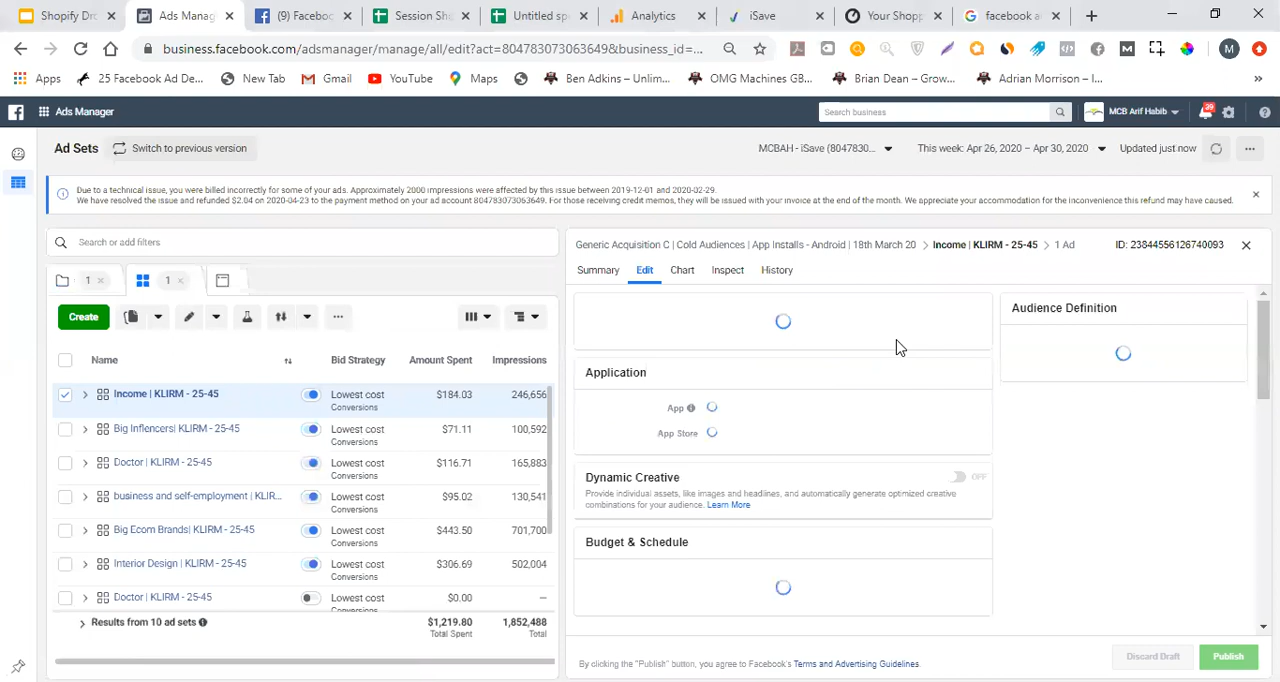 Shopify Dro
Ads Manag
(9) Facebo
Session Sh
Untitled sp
Analytics
iSave
Your Shopp
facebook a
business.facebook.com/adsmanager/manage/all/edit?act=804783073063649&business_id=...
Apps
25 Facebook Ad De...
New Tab
Gmail
YouTube
Maps
Ben Adkins – Unlim...
OMG Machines GB...
Brian Dean – Grow...
Adrian Morrison – I...
Ads Manager
Search business
MCB Arif Habib
39
Ad Sets
Switch to previous version
MCBAH - iSave (8047830...
This week: Apr 26, 2020 – Apr 30, 2020
Updated just now
Due to a technical issue, you were billed incorrectly for some of your ads. Approximately 2000 impressions were affected by this issue between 2019-12-01 and 2020-02-29.
We have resolved the issue and refunded $2.04 on 2020-04-23 to the payment method on your ad account 804783073063649. For those receiving credit memos, they will be issued with your invoice at the end of the month. We appreciate your accommodation for the inconvenience this refund may have caused.
Search or add filters
1
1
Create
Name
Bid Strategy
Amount Spent
Impressions
Income | KLIRM - 25-45
Lowest cost
Conversions
$184.03
246,656
Big Inflencers| KLIRM - 25-45
Lowest cost
Conversions
$71.11
100,592
Doctor | KLIRM - 25-45
Lowest cost
Conversions
$116.71
165,883
business and self-employment | KLIR...
Lowest cost
Conversions
$95.02
130,541
Big Ecom Brands| KLIRM - 25-45
Lowest cost
Conversions
$443.50
701,700
Interior Design | KLIRM - 25-45
Lowest cost
Conversions
$306.69
502,004
Doctor | KLIRM - 25-45
Lowest cost
Conversions
$0.00
—
Results from 10 ad sets
$1,219.80
Total Spent
1,852,488
Total
Generic Acquisition C | Cold Audiences | App Installs - Android | 18th March 20
Income | KLIRM - 25-45
1 Ad
ID: 23844556126740093
Summary
Edit
Chart
Inspect
History
Application
App
App Store
Dynamic Creative
OFF
Provide individual assets, like images and headlines, and automatically generate optimized creative
combinations for your audience. Learn More
Budget & Schedule
Audience Definition
By clicking the "Publish" button, you agree to Facebook's Terms and Advertising Guidelines.
Discard Draft
Publish